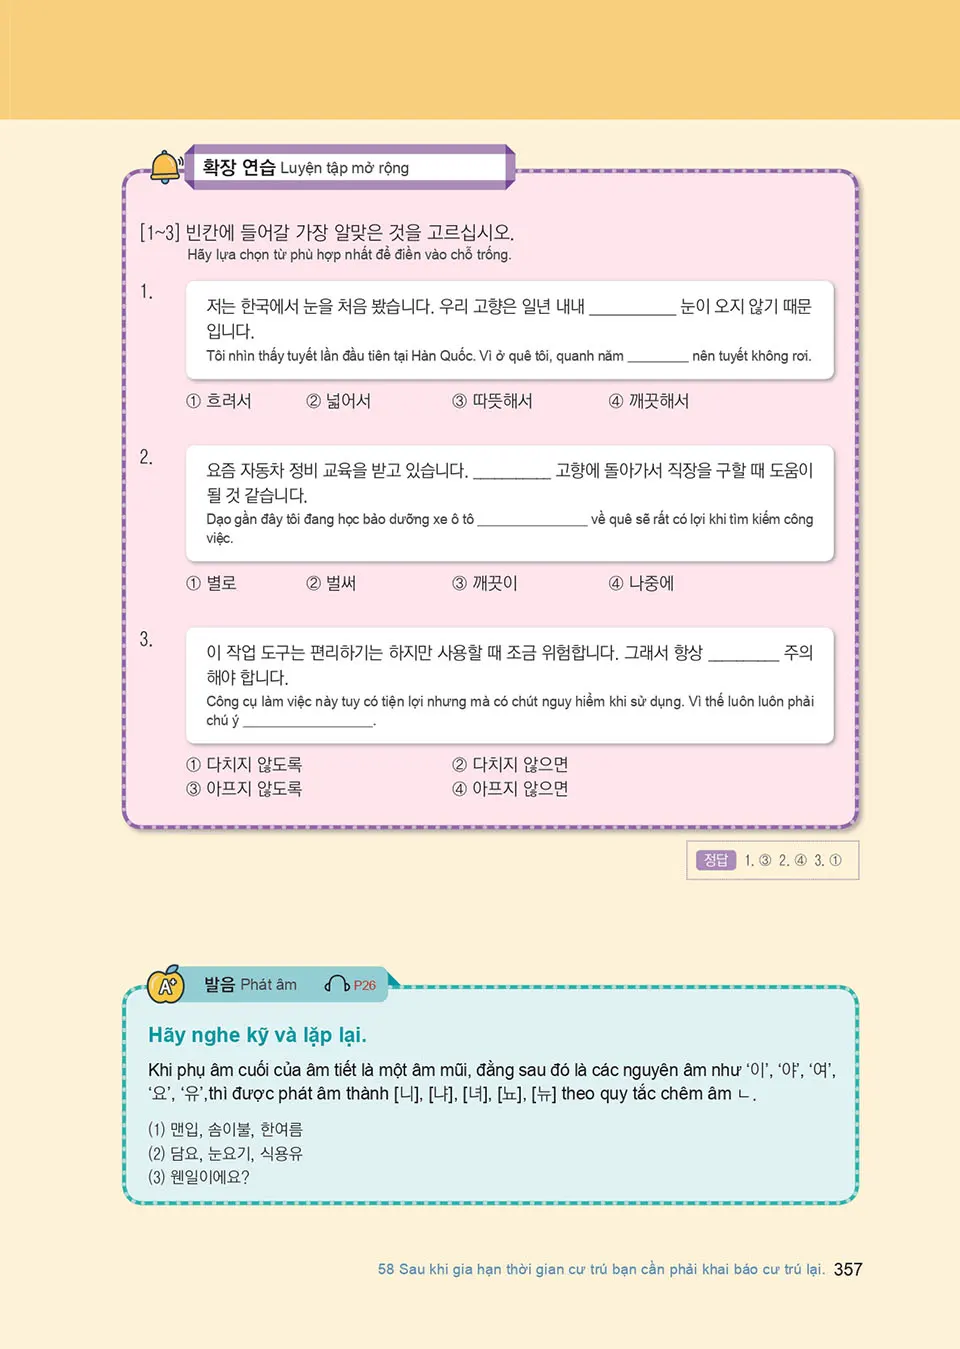 확장 연습 Luyện tập mở rộng
[1~3] 빈칸에 들어갈 가장 알맞은 것을 고르십시오.
Hãy lựa chọn từ phù hợp nhất để điền vào chỗ trống.
1.
저는 한국에서 눈을 처음 봤습니다. 우리 고향은 일년 내내 __________ 눈이 오지 않기 때문
입니다.
Tôi nhìn thấy tuyết lần đầu tiên tại Hàn Quốc. Vì ở quê tôi, quanh năm ________ nên tuyết không rơi.
① 흐려서 ② 넓어서 ③ 따뜻해서 ④ 깨끗해서
2.
요즘 자동차 정비 교육을 받고 있습니다. _________ 고향에 돌아가서 직장을 구할 때 도움이
될 것 같습니다.
Dạo gần đây tôi đang học bảo dưỡng xe ô tô ______________ về quê sẽ rất có lợi khi tìm kiếm công
việc.
① 별로 ② 벌써 ③ 깨끗이 ④ 나중에
3.
이 작업 도구는 편리하기는 하지만 사용할 때 조금 위험합니다. 그래서 항상 ________ 주의
해야 합니다.
Công cụ làm việc này tuy có tiện lợi nhưng mà có chút nguy hiểm khi sử dụng. Vì thế luôn luôn phải
chú ý _________________.
① 다치지 않도록 ② 다치지 않으면
③ 아프지 않도록 ④ 아프지 않으면
정답 1. ③ 2. ④ 3. ①
A+ 발음 Phát âm P26
Hãy nghe kỹ và lặp lại.
Khi phụ âm cuối của âm tiết là một âm mũi, đằng sau đó là các nguyên âm như ‘이’, ‘야’, ‘여’,
‘요’, ‘유’,thì được phát âm thành [니], [냐], [녀], [뇨], [뉴] theo quy tắc chêm âm ㄴ.
(1) 맨입, 솜이불, 한여름
(2) 담요, 눈요기, 식용유
(3) 웬일이에요?
58 Sau khi gia hạn thời gian cư trú bạn cần phải khai báo cư trú lại. 357